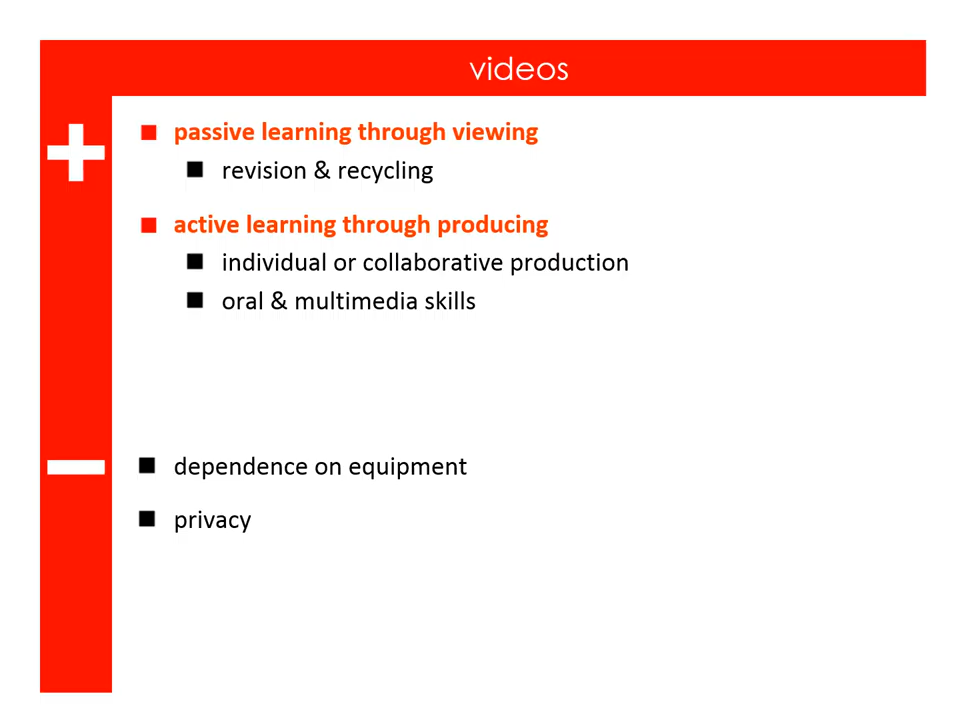 videos
+
passive learning through viewing
revision & recycling
active learning through producing
individual or collaborative production
oral & multimedia skills
−
dependence on equipment
privacy